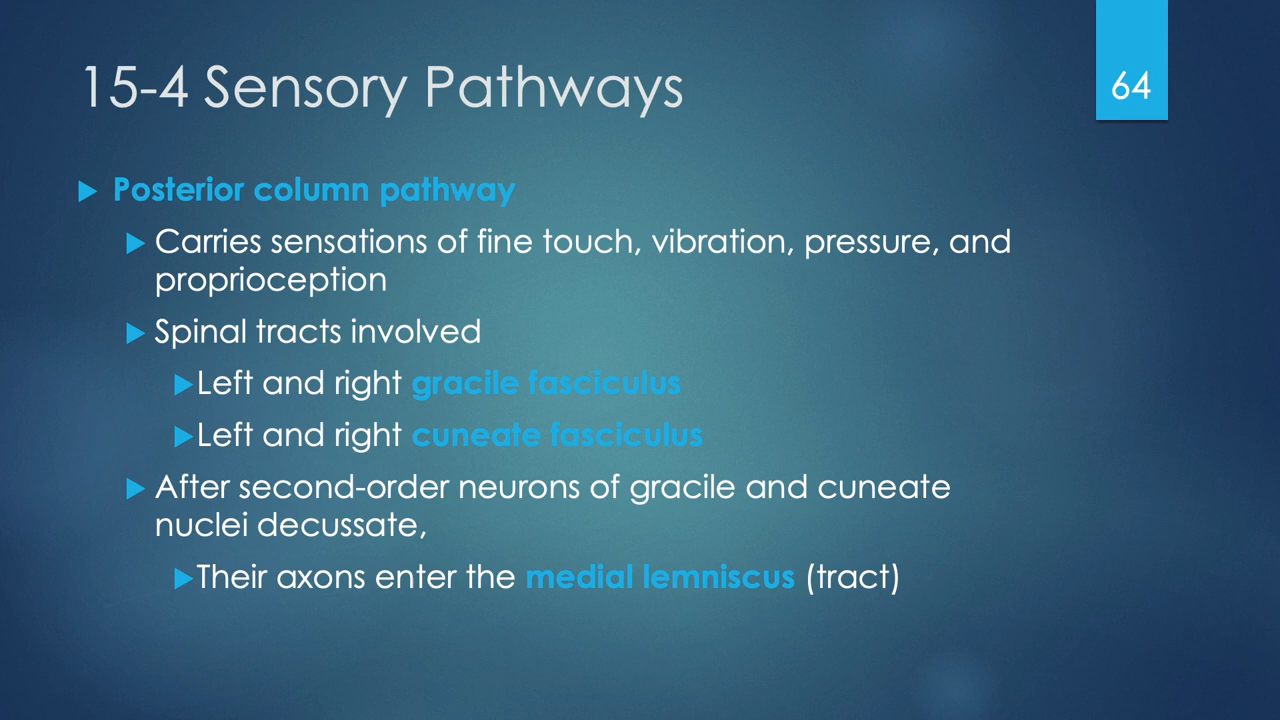 15-4 Sensory Pathways
64
Posterior column pathway
Carries sensations of fine touch, vibration, pressure, and
proprioception
Spinal tracts involved
Left and right gracile fasciculus
Left and right cuneate fasciculus
After second-order neurons of gracile and cuneate
nuclei decussate,
Their axons enter the medial lemniscus (tract)